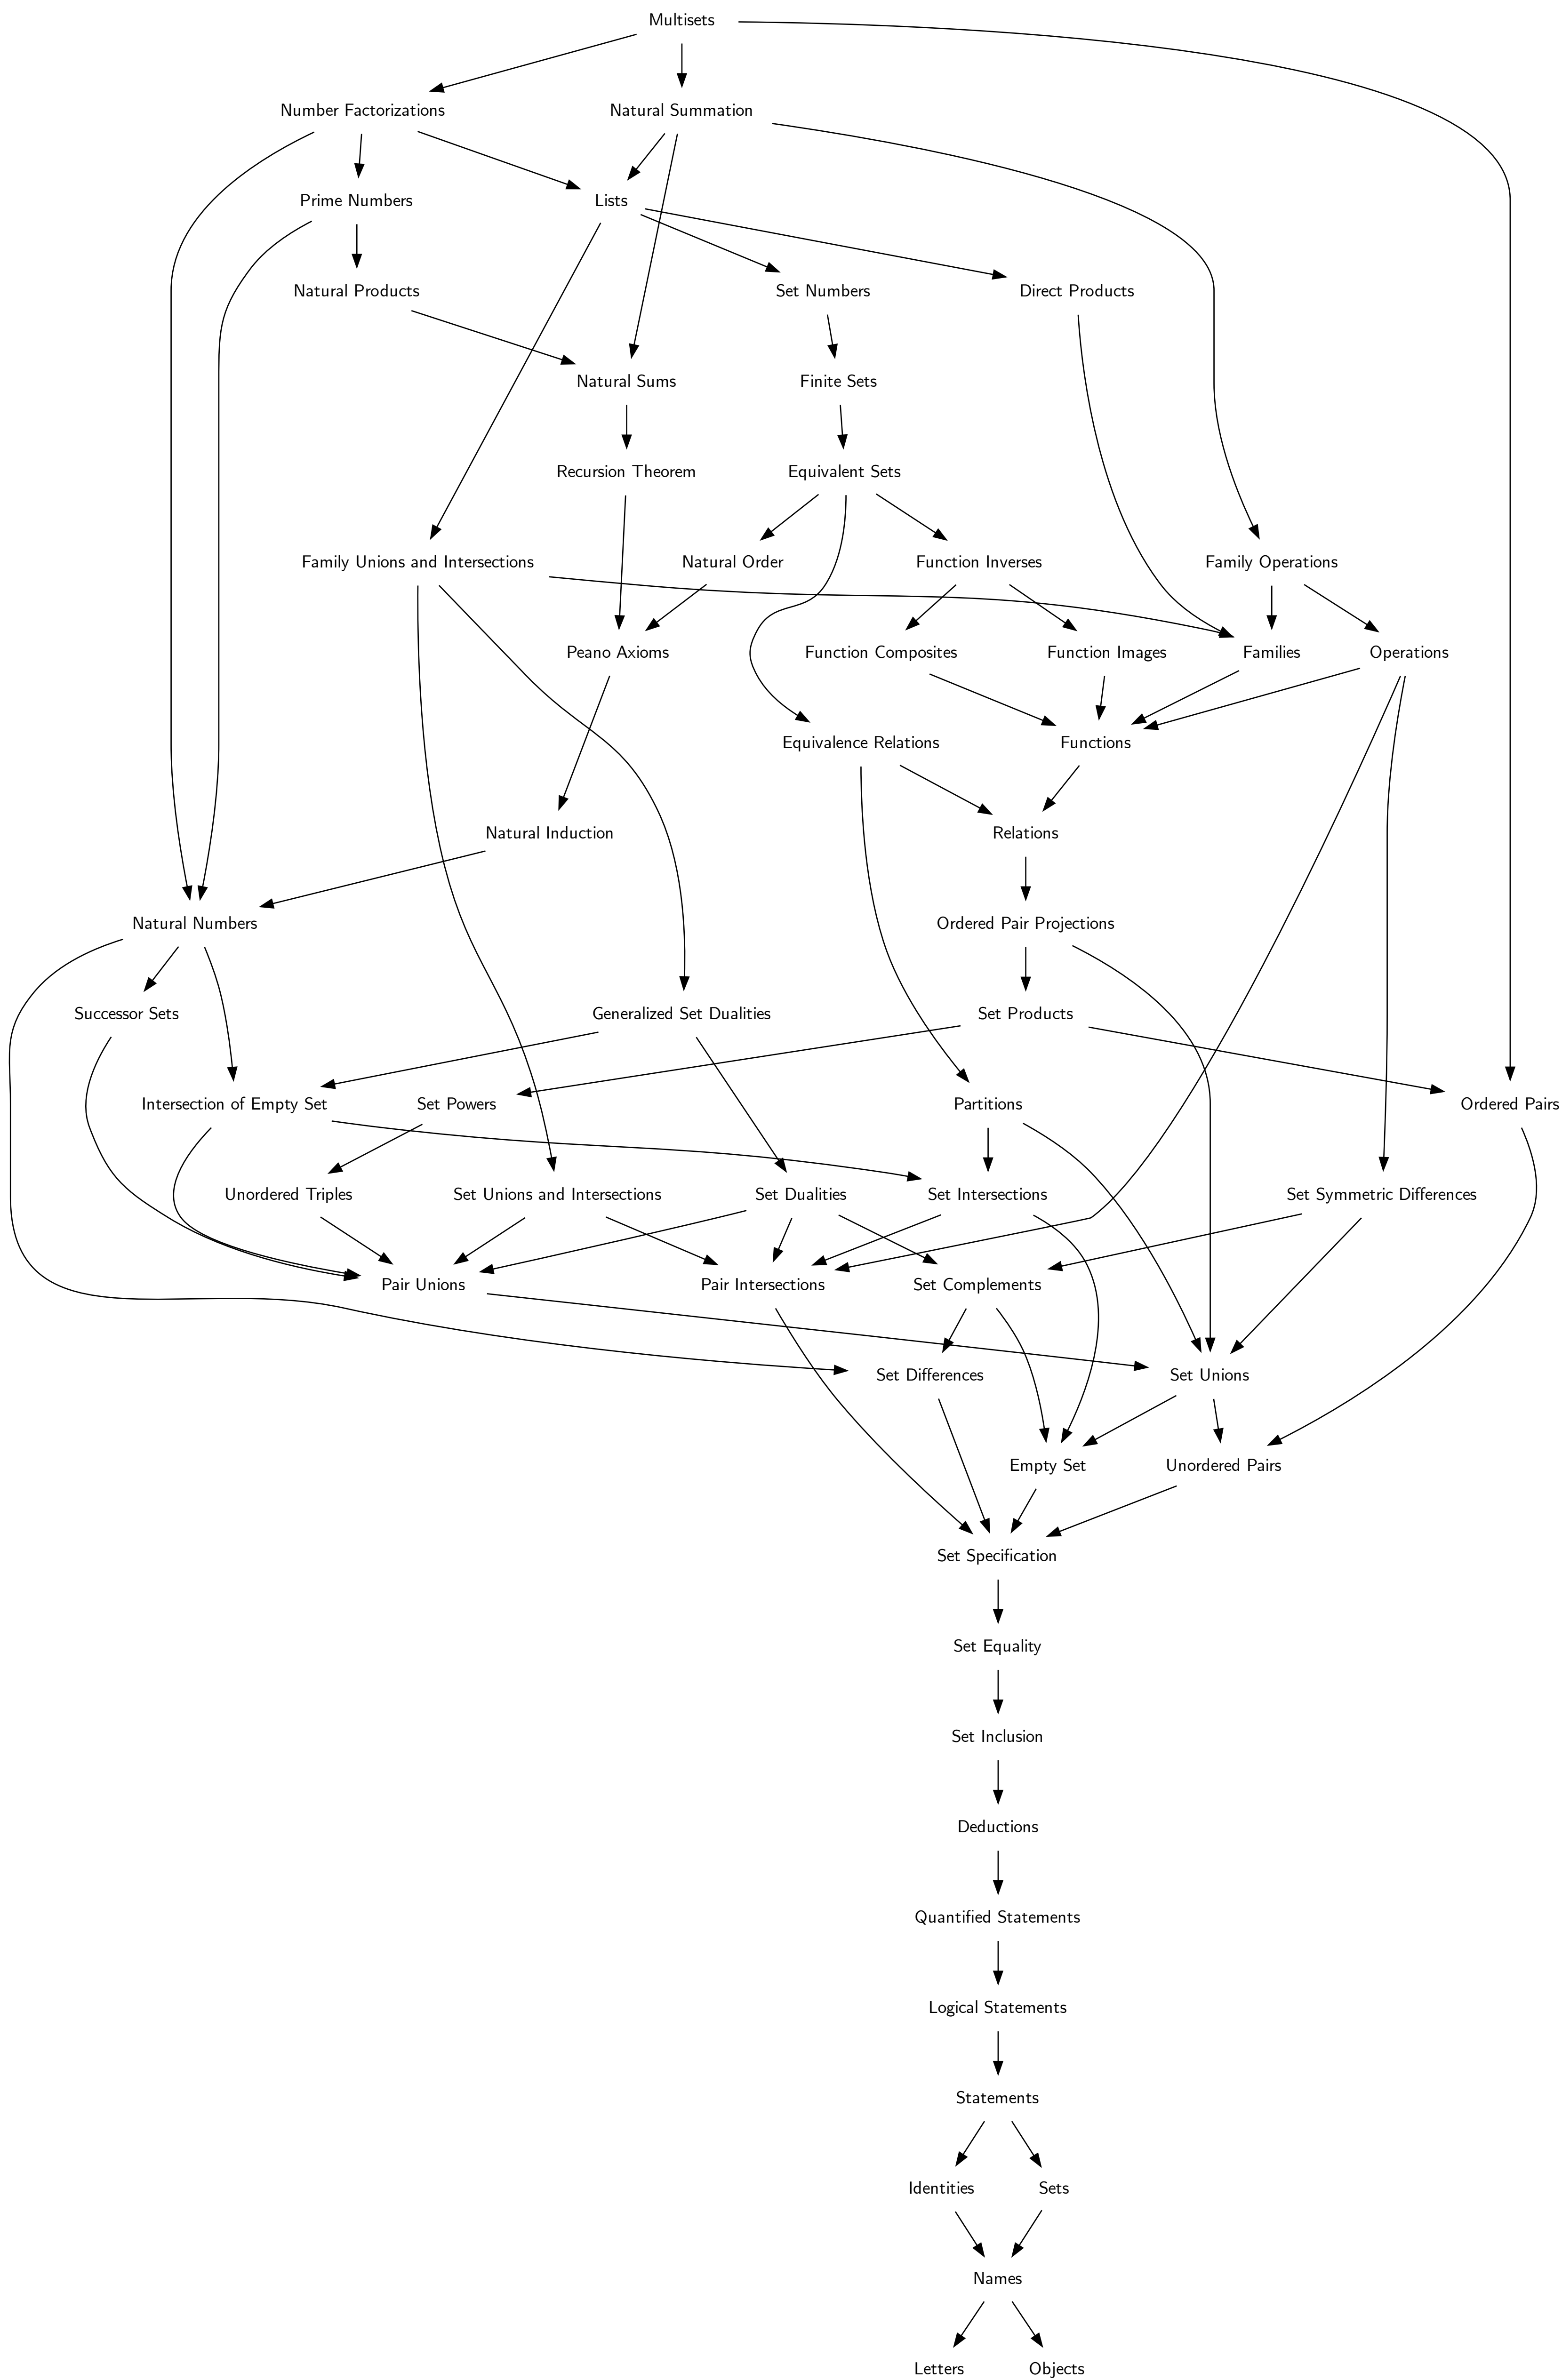 Multisets
Number Factorizations
Natural Summation
Prime Numbers
Lists
Natural Products
Set Numbers
Direct Products
Natural Sums
Finite Sets
Recursion Theorem
Equivalent Sets
Family Unions and Intersections
Natural Order
Function Inverses
Family Operations
Peano Axioms
Function Composites
Function Images
Families
Operations
Equivalence Relations
Functions
Natural Induction
Relations
Natural Numbers
Ordered Pair Projections
Successor Sets
Generalized Set Dualities
Set Products
Intersection of Empty Set
Set Powers
Partitions
Ordered Pairs
Unordered Triples
Set Unions and Intersections
Set Dualities
Set Intersections
Set Symmetric Differences
Pair Unions
Pair Intersections
Set Complements
Set Differences
Set Unions
Empty Set
Unordered Pairs
Set Specification
Set Equality
Set Inclusion
Deductions
Quantified Statements
Logical Statements
Statements
Identities
Sets
Names
Letters
Objects